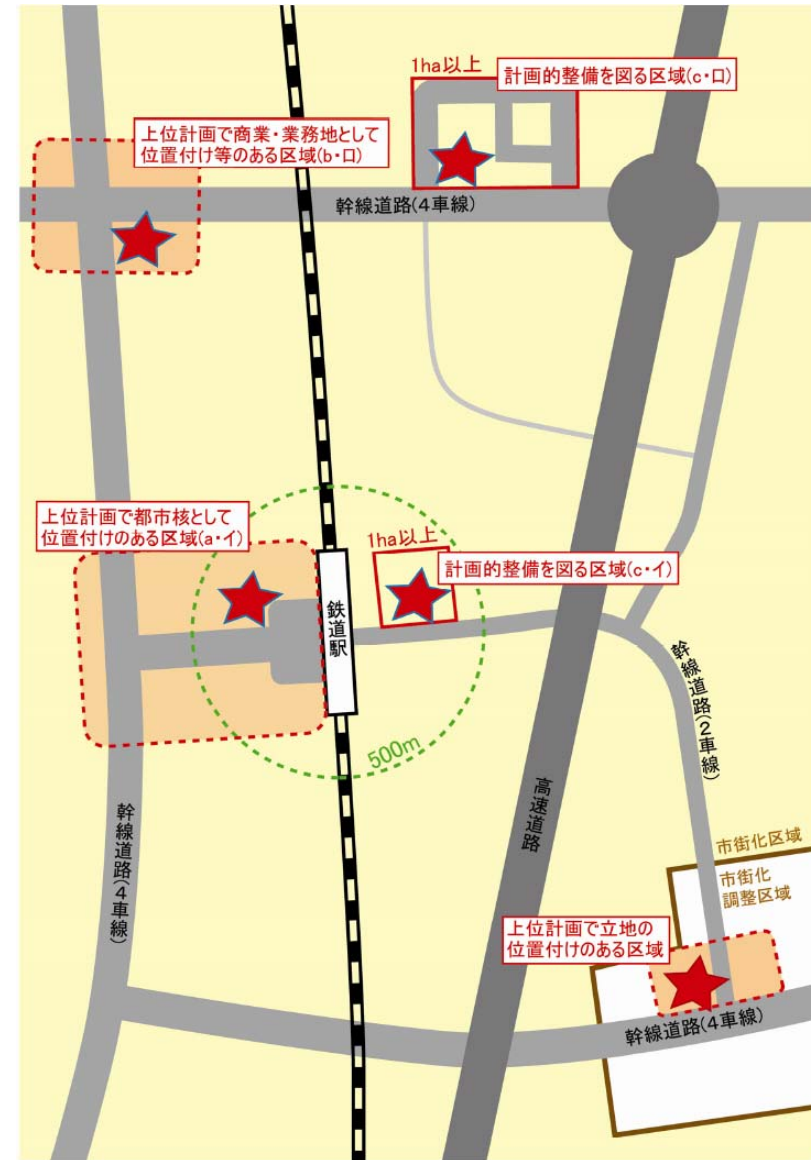 1ha以上
計画的整備を図る区域(c・ロ)
上位計画で商業・業務地として
位置付け等のある区域(b・ロ)
幹線道路(4車線)
上位計画で都市核として
位置付けのある区域(a・イ)
1ha以上
計画的整備を図る区域(c・イ)
鉄道駅
500m
幹線道路(2車線)
高速道路
幹線道路(4車線)
市街化区域
市街化
調整区域
上位計画で立地の
位置付けのある区域
幹線道路(4車線)